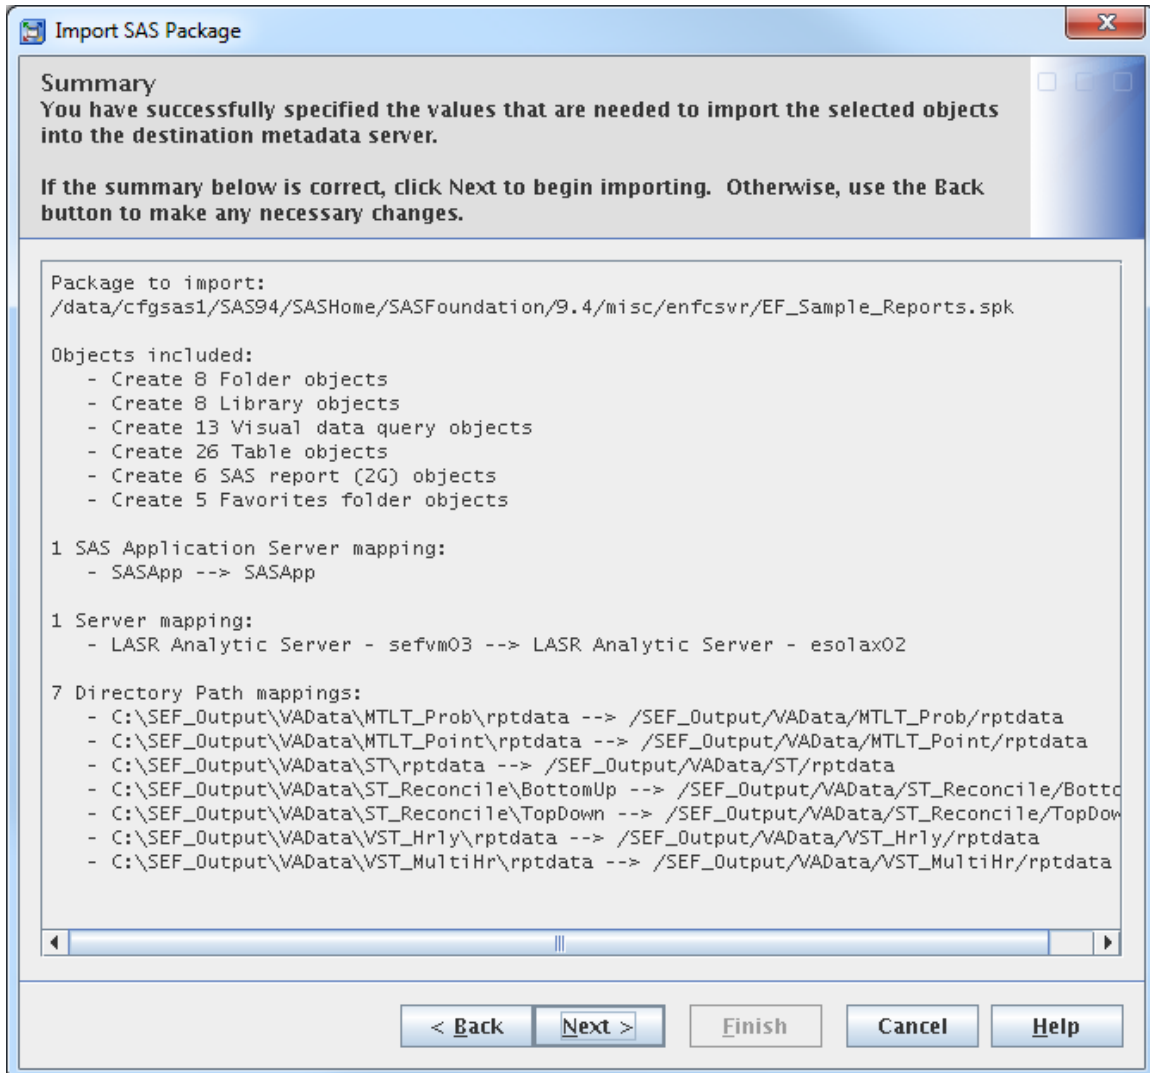 Import SAS Package
Summary
You have successfully specified the values that are needed to import the selected objects
into the destination metadata server.
If the summary below is correct, click Next to begin importing.  Otherwise, use the Back
button to make any necessary changes.
Package to import:
/data/cfgsas1/SAS94/SASHome/SASFoundation/9.4/misc/enfcsvr/EF_Sample_Reports.spk
Objects included:
- Create 8 Folder objects
- Create 8 Library objects
- Create 13 Visual data query objects
- Create 26 Table objects
- Create 6 SAS report (2G) objects
- Create 5 Favorites folder objects
1 SAS Application Server mapping:
- SASApp --> SASApp
1 Server mapping:
- LASR Analytic Server - sefvm03 --> LASR Analytic Server - esolax02
7 Directory Path mappings:
- C:\SEF_Output\VAData\MTLT_Prob\rptdata --> /SEF_Output/VAData/MTLT_Prob/rptdata
- C:\SEF_Output\VAData\MTLT_Point\rptdata --> /SEF_Output/VAData/MTLT_Point/rptdata
- C:\SEF_Output\VAData\ST\rptdata --> /SEF_Output/VAData/ST/rptdata
- C:\SEF_Output\VAData\ST_Reconcile\BottomUp --> /SEF_Output/VAData/ST_Reconcile/Botto
- C:\SEF_Output\VAData\ST_Reconcile\TopDown --> /SEF_Output/VAData/ST_Reconcile/TopDow
- C:\SEF_Output\VAData\VST_Hrly\rptdata --> /SEF_Output/VAData/VST_Hrly/rptdata
- C:\SEF_Output\VAData\VST_MultiHr\rptdata --> /SEF_Output/VAData/VST_MultiHr/rptdata
< Back Next > Finish Cancel Help